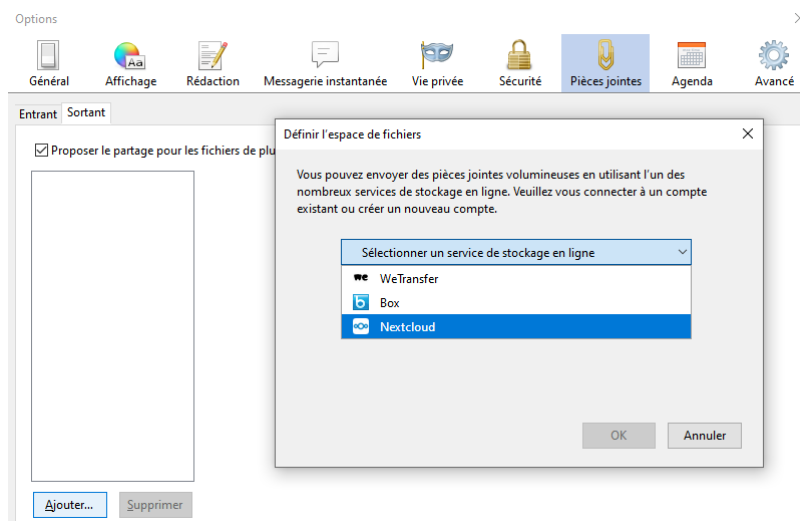 Options
Général Affichage Rédaction Messagerie instantanée Vie privée Sécurité Pièces jointes Agenda Avancé
Entrant Sortant
Proposer le partage pour les fichiers de plu
Définir l'espace de fichiers
Vous pouvez envoyer des pièces jointes volumineuses en utilisant l'un des
nombreux services de stockage en ligne. Veuillez vous connecter à un compte
existant ou créer un nouveau compte.
Sélectionner un service de stockage en ligne
we WeTransfer
b Box
Nextcloud
OK Annuler
Ajouter... Supprimer